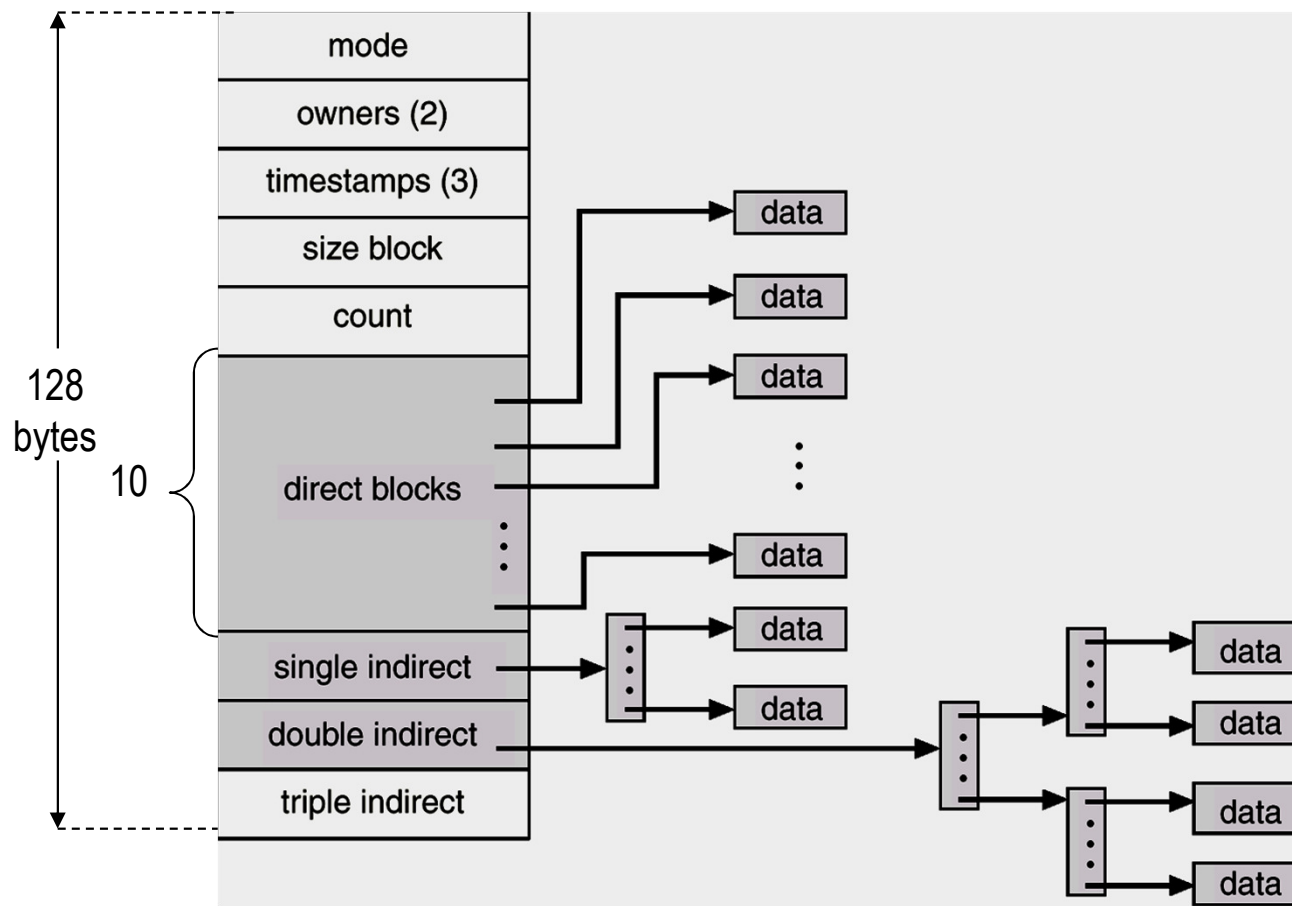 mode
owners (2)
timestamps (3)
size block
count
128
bytes
10
direct blocks
single indirect
double indirect
triple indirect
data
data
data
data
data
data
data
data
data
data